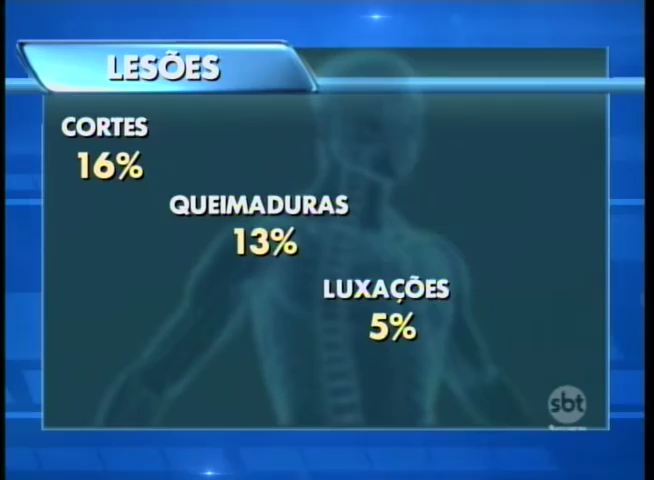 LESÕES
CORTES
16%
QUEIMADURAS
13%
LUXAÇÕES
5%
sbt